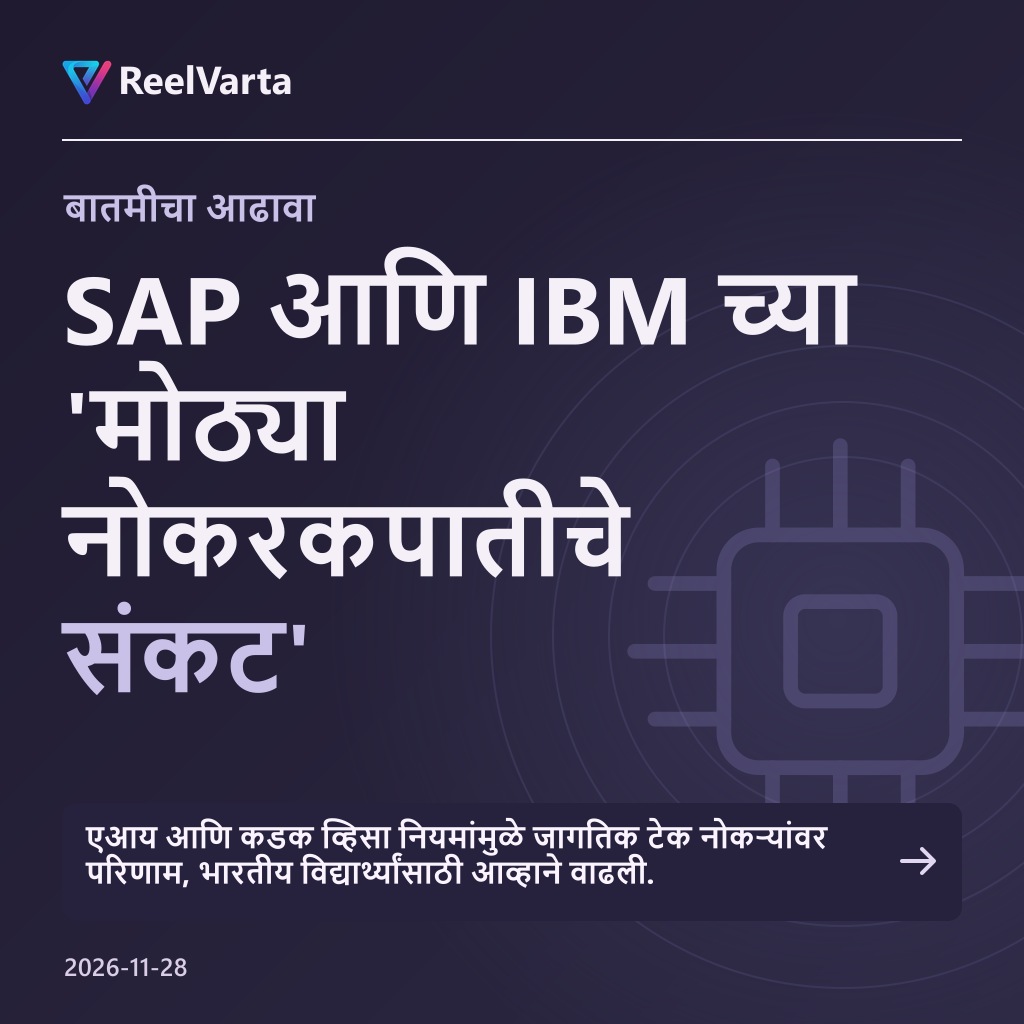 ReelVarta
बातमीचा आढावा
SAP आणि IBM च्या
'मोठ्या
नोकरकपातीचे
संकट'
एआय आणि कडक व्हिसा नियमांमुळे जागतिक टेक नोकऱ्यांवर
परिणाम, भारतीय विद्यार्थ्यांसाठी आव्हाने वाढली.
2026-11-28